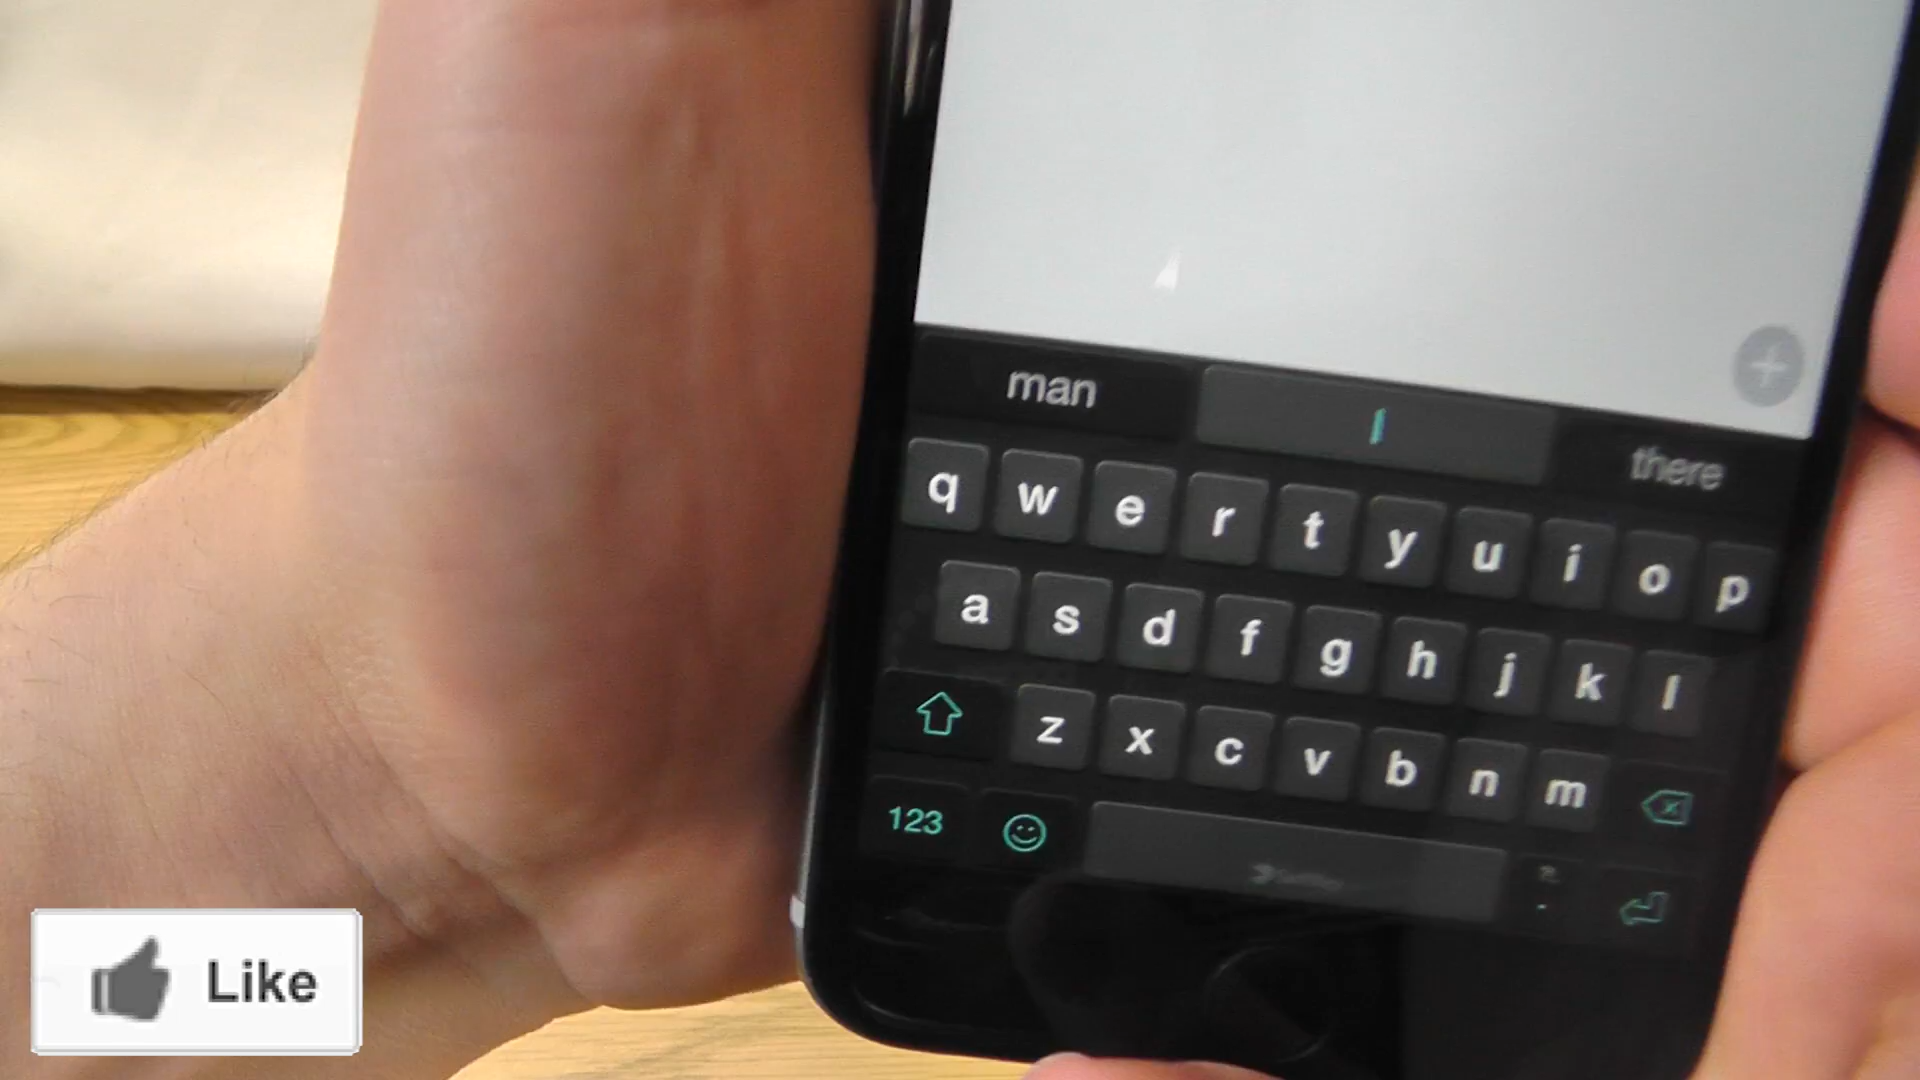 man I there
q w e r t y u i o p
a s d f g h j k l
z x c v b n m
123
Like